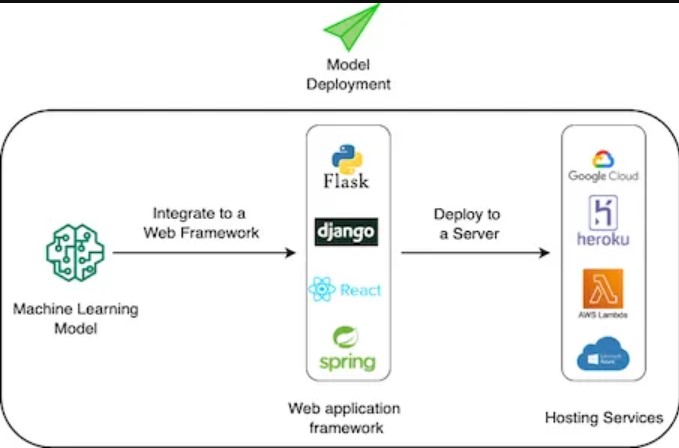 Model
Deployment
Integrate to a
Web Framework
Deploy to
a Server
Machine Learning
Model
Flask
django
React
spring
Web application
framework
Google Cloud
heroku
AWS Lambda
Microsoft
Azure
Hosting Services